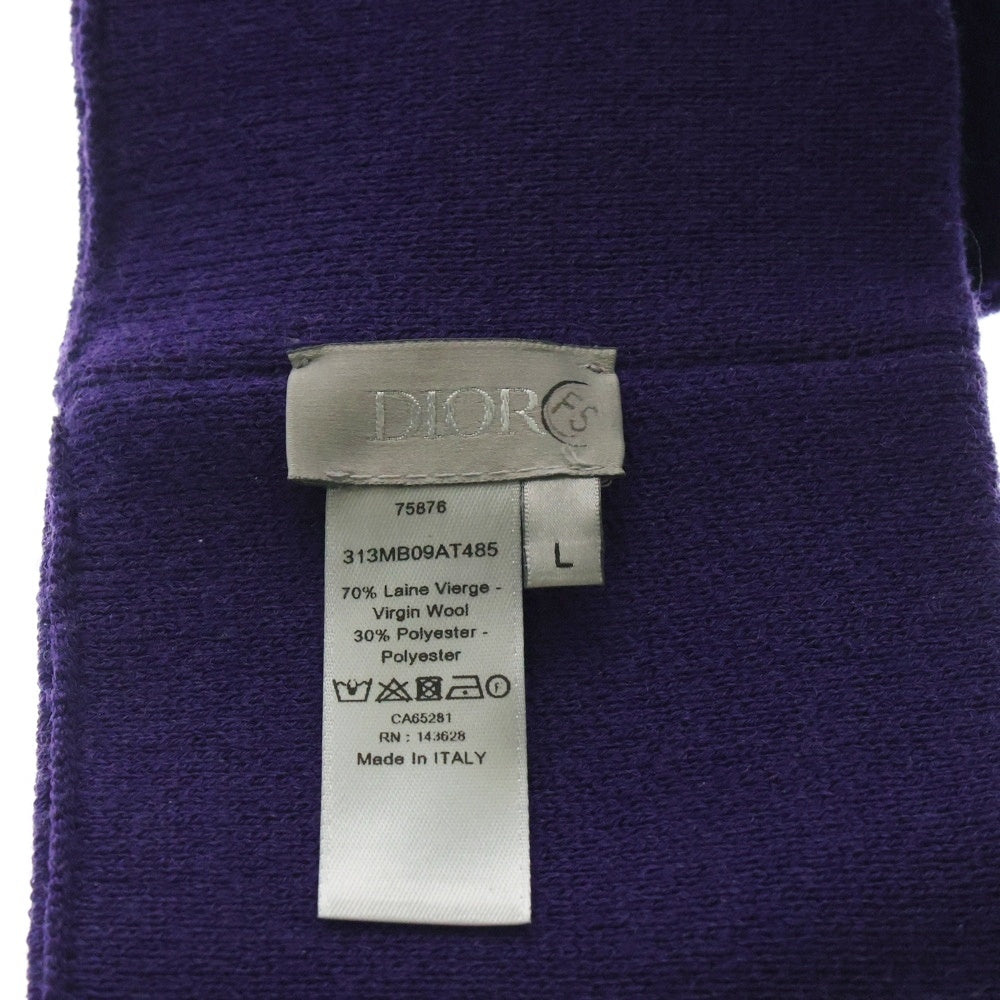 DIOR FS
75876
313MB09AT485
L
70% Laine Vierge -
Virgin Wool
30% Polyester -
Polyester
F
CA65281
RN : 143628
Made In ITALY